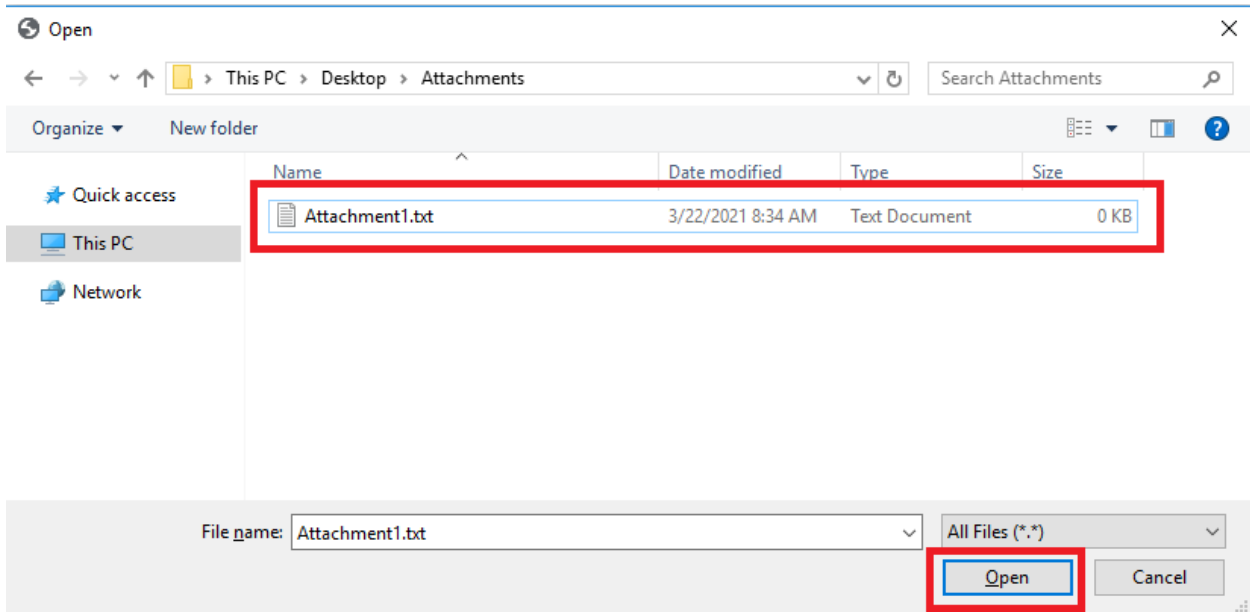 Open
This PC > Desktop > Attachments
Search Attachments
Organize
New folder
Name
Date modified
Type
Size
Quick access
This PC
Network
Attachment1.txt
3/22/2021 8:34 AM
Text Document
0 KB
File name: Attachment1.txt
All Files (*.*)
Open
Cancel